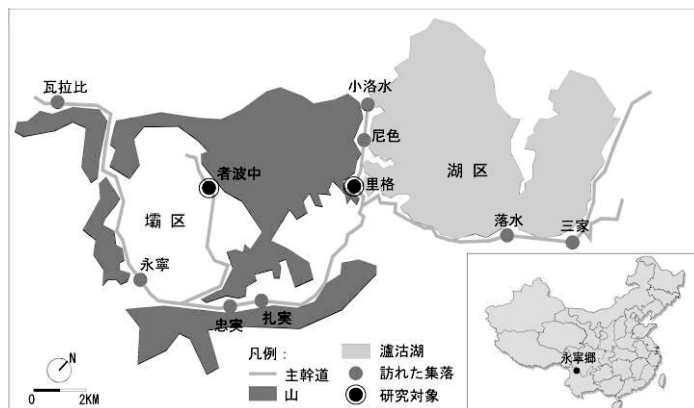 瓦拉比
小洛水
尼色
者波中
里格
湖区
壩区
落水
三家
永寧
忠実
扎実
N
0 2KM
凡例：
主幹道
山
瀘沽湖
訪れた集落
研究対象
永寧郷